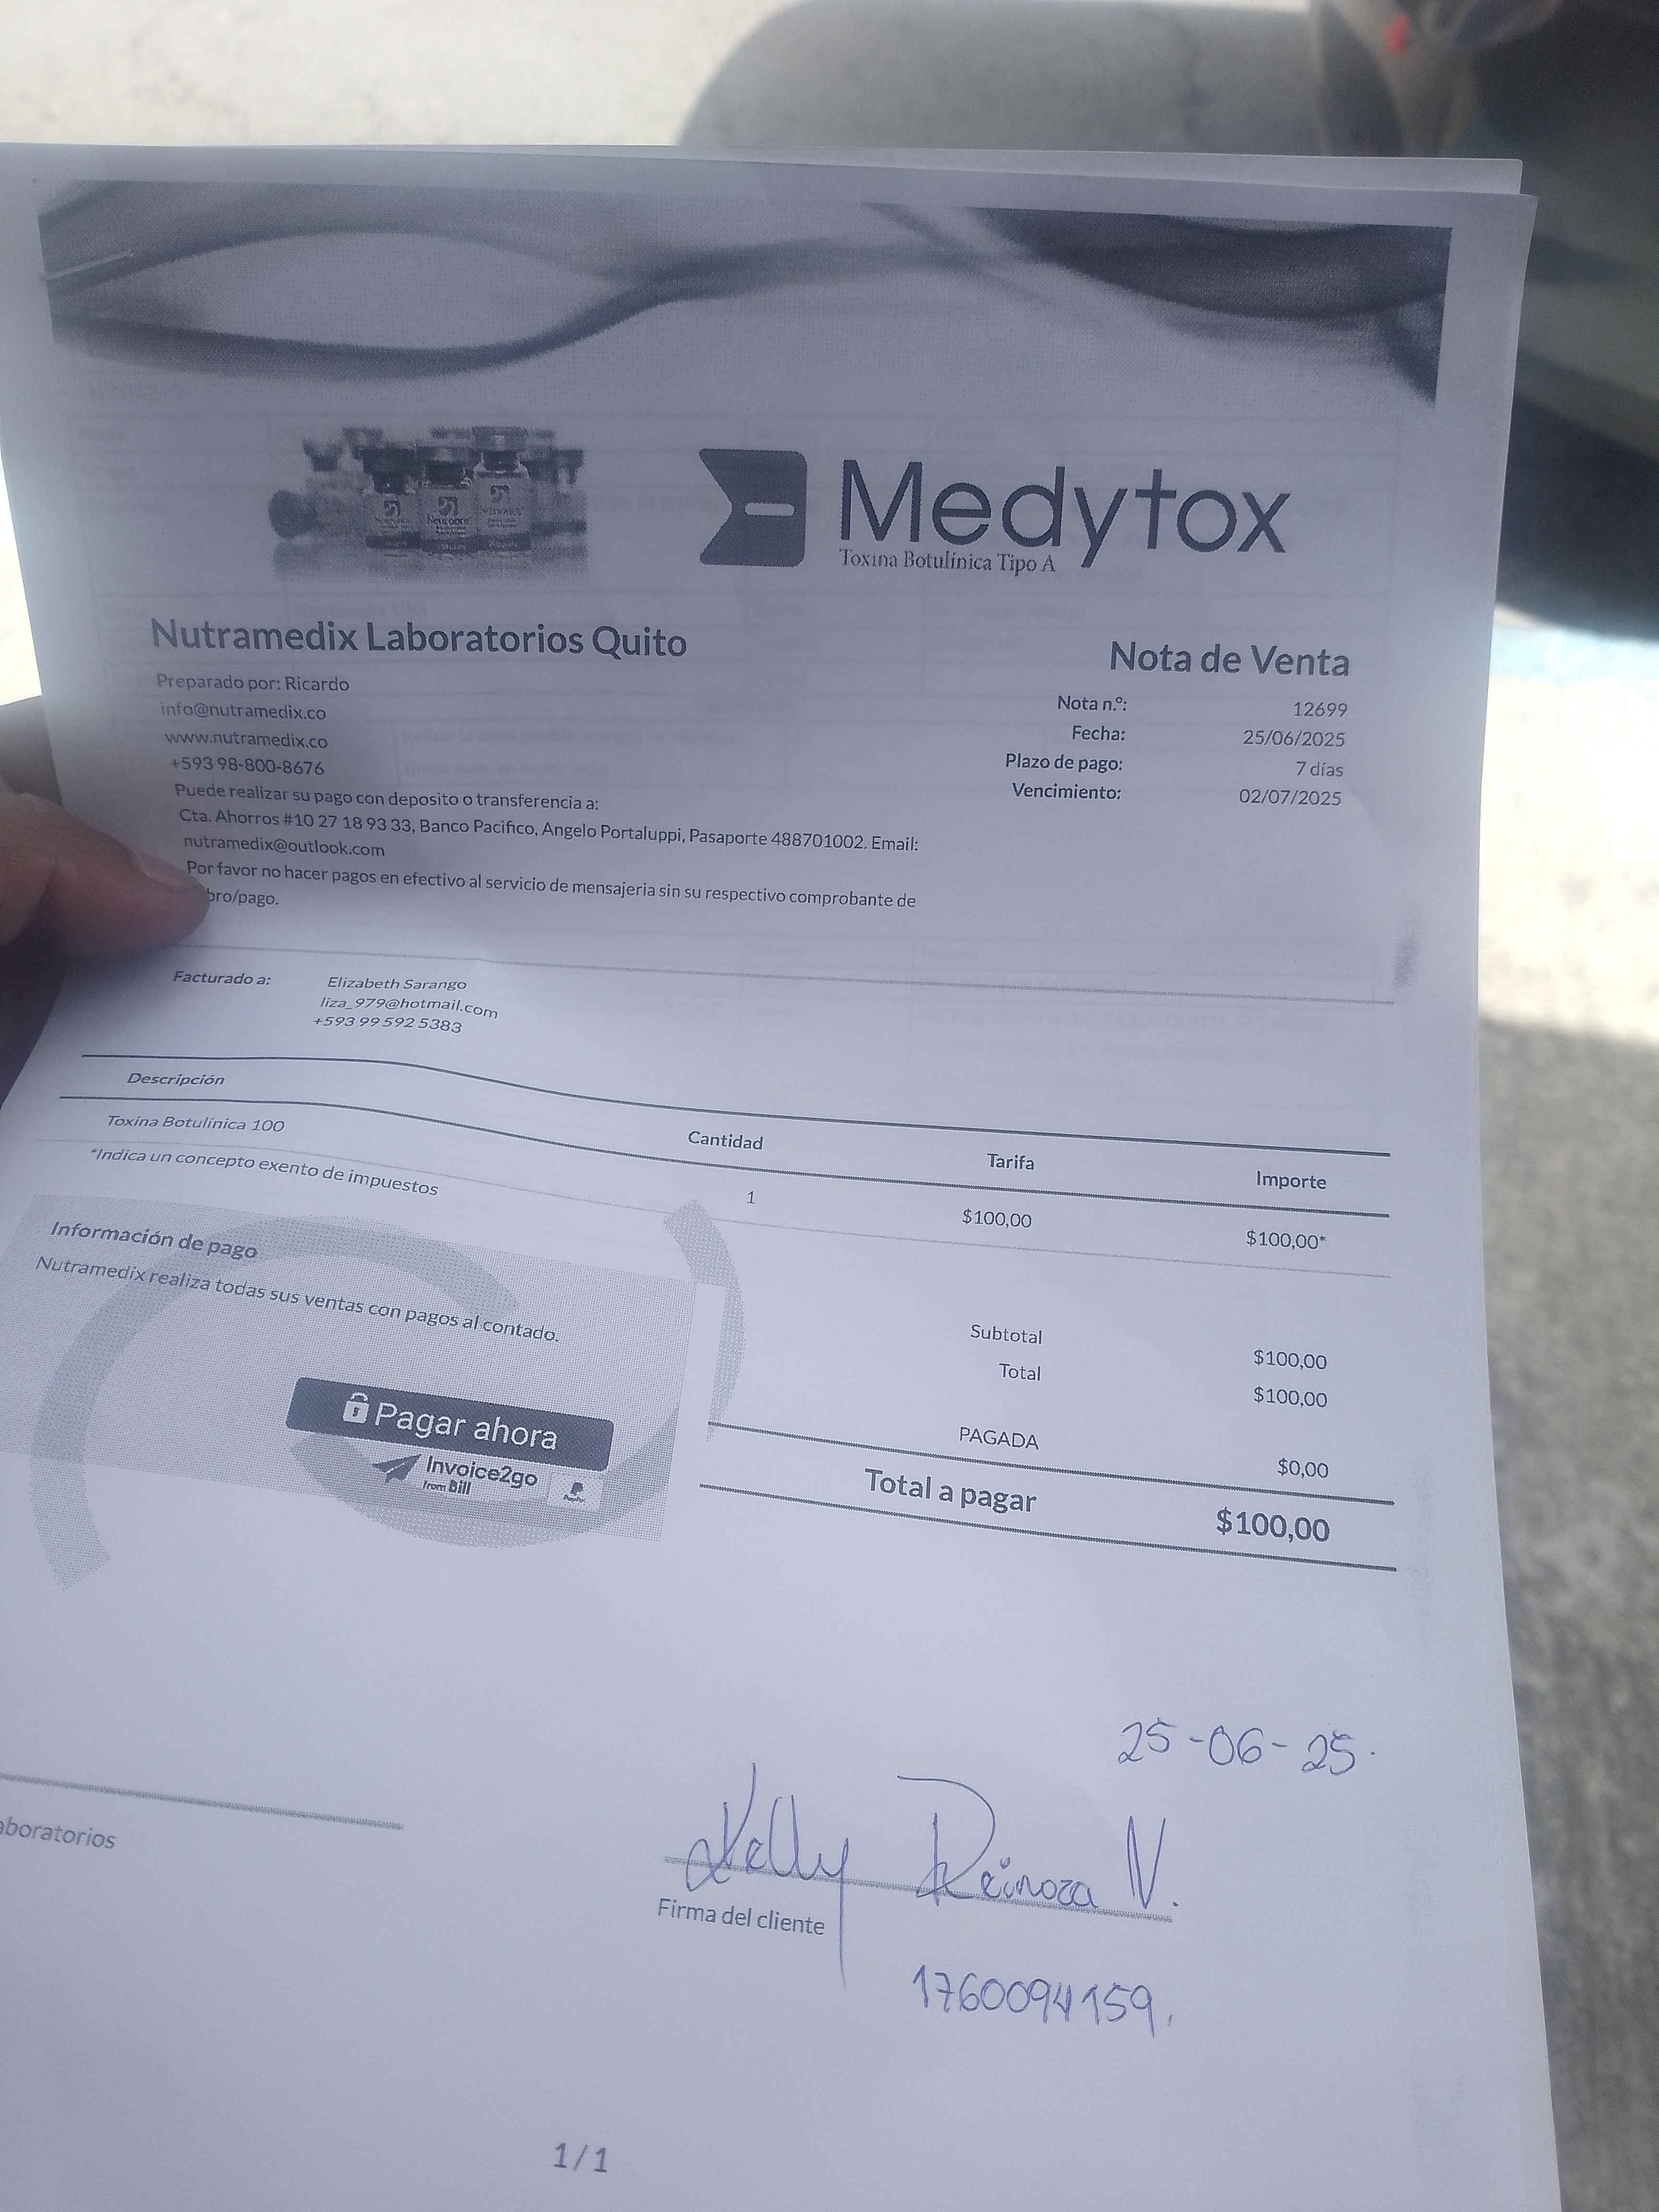 Medytox
Toxina Botulínica Tipo A
Nutramedix Laboratorios Quito
Preparado por: Ricardo
info@nutramedix.co
www.nutramedix.co
+593 98-800-8676
Puede realizar su pago con deposito o transferencia a:
Cta. Ahorros #10 27 18 93 33, Banco Pacifico, Angelo Portaluppi, Pasaporte 488701002. Email:
nutramedix@outlook.com
Por favor no hacer pagos en efectivo al servicio de mensajeria sin su respectivo comprobante de
bro/pago.
Nota de Venta
Nota n.º: 12699
Fecha: 25/06/2025
Plazo de pago: 7 días
Vencimiento: 02/07/2025
Facturado a: Elizabeth Sarango
liza_979@hotmail.com
+593 99 592 5383
Descripción Cantidad Tarifa Importe
Toxina Botulínica 100 1 $100,00 $100,00*
*Indica un concepto exento de impuestos
Información de pago
Nutramedix realiza todas sus ventas con pagos al contado.
Pagar ahora
Invoice2go
from Bill
PayPal
Subtotal $100,00
Total $100,00
PAGADA $0,00
Total a pagar $100,00
25-06-25.
Kelly Reinoza N.
aboratorios
Firma del cliente
1760094159.
1/1